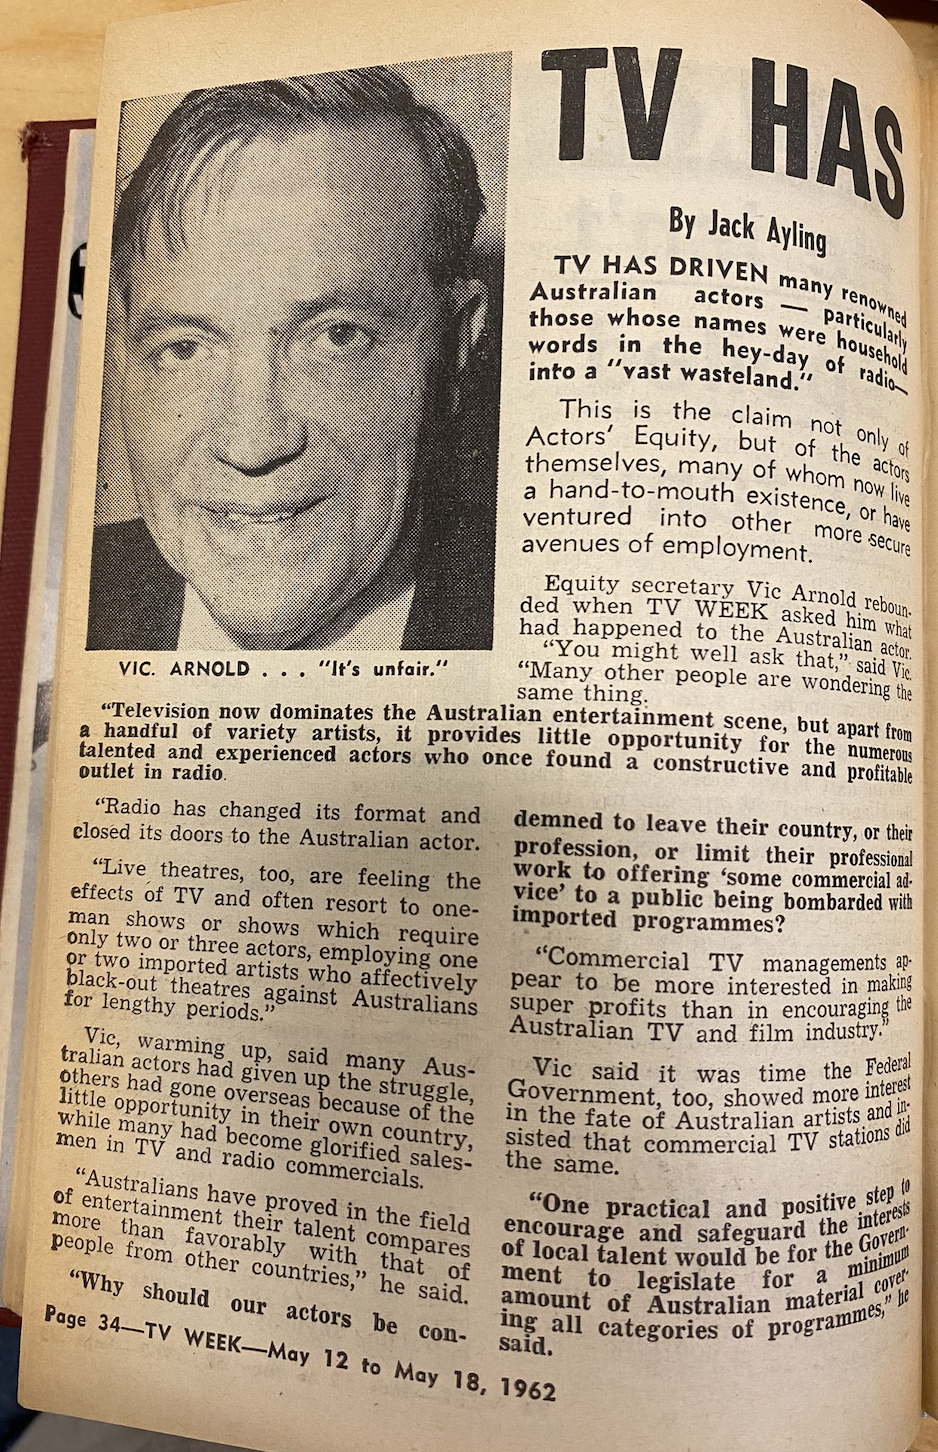 TV HAS
By Jack Ayling
TV HAS DRIVEN many renowned
Australian actors — particularly
those whose names were household
words in the hey-day of radio—
into a "vast wasteland."
This is the claim not only of
Actors' Equity, but of the actors
themselves, many of whom now live
a hand-to-mouth existence, or have
ventured into other more secure
avenues of employment.
Equity secretary Vic Arnold reboun-
ded when TV WEEK asked him what
had happened to the Australian actor.
"You might well ask that," said Vic.
"Many other people are wondering the
same thing.
VIC. ARNOLD . . . "It's unfair."
"Television now dominates the Australian entertainment scene, but apart from
a handful of variety artists, it provides little opportunity for the numerous
talented and experienced actors who once found a constructive and profitable
outlet in radio.
"Radio has changed its format and
closed its doors to the Australian actor.
"Live theatres, too, are feeling the
effects of TV and often resort to one-
man shows or shows which require
only two or three actors, employing one
or two imported artists who affectively
black-out theatres against Australians
for lengthy periods."
Vic, warming up, said many Aus-
tralian actors had given up the struggle,
others had gone overseas because of the
little opportunity in their own country,
while many had become glorified sales-
men in TV and radio commercials.
"Australians have proved in the field
of entertainment their talent compares
more than favorably with that of
people from other countries," he said.
"Why should our actors be con-
demned to leave their country, or their
profession, or limit their professional
work to offering 'some commercial ad-
vice' to a public being bombarded with
imported programmes?
"Commercial TV managements ap-
pear to be more interested in making
super profits than in encouraging the
Australian TV and film industry."
Vic said it was time the Federal
Government, too, showed more interest
in the fate of Australian artists and in-
sisted that commercial TV stations did
the same.
"One practical and positive step to
encourage and safeguard the interests
of local talent would be for the Govern-
ment to legislate for a minimum
amount of Australian material cover-
ing all categories of programmes," he
said.
Page 34—TV WEEK—May 12 to May 18, 1962